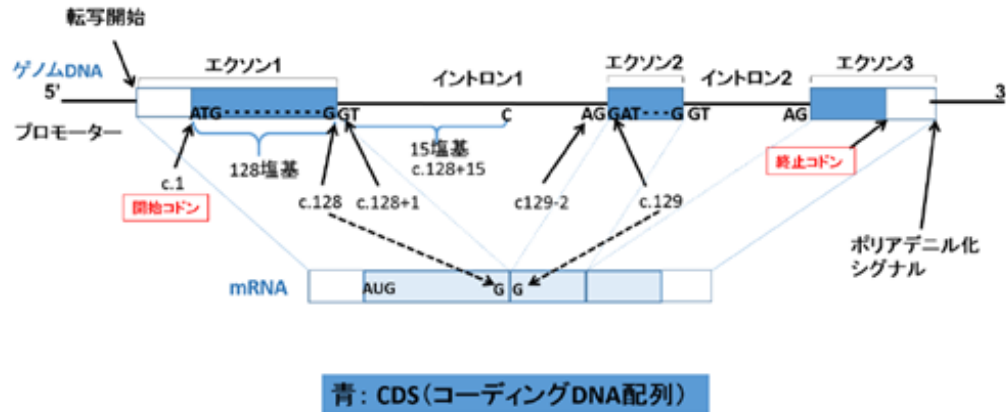 転写開始
ゲノムDNA
エクソン1
イントロン1
エクソン2
イントロン2
エクソン3
5’
3
プロモーター
ATG
G
GT
C
AG
GAT
G
GT
AG
128塩基
15塩基
c.128+15
終止コドン
c.1
開始コドン
c.128
c.128+1
c129-2
c.129
ポリアデニル化
シグナル
mRNA
AUG
G
G
青: CDS(コーディングDNA配列)